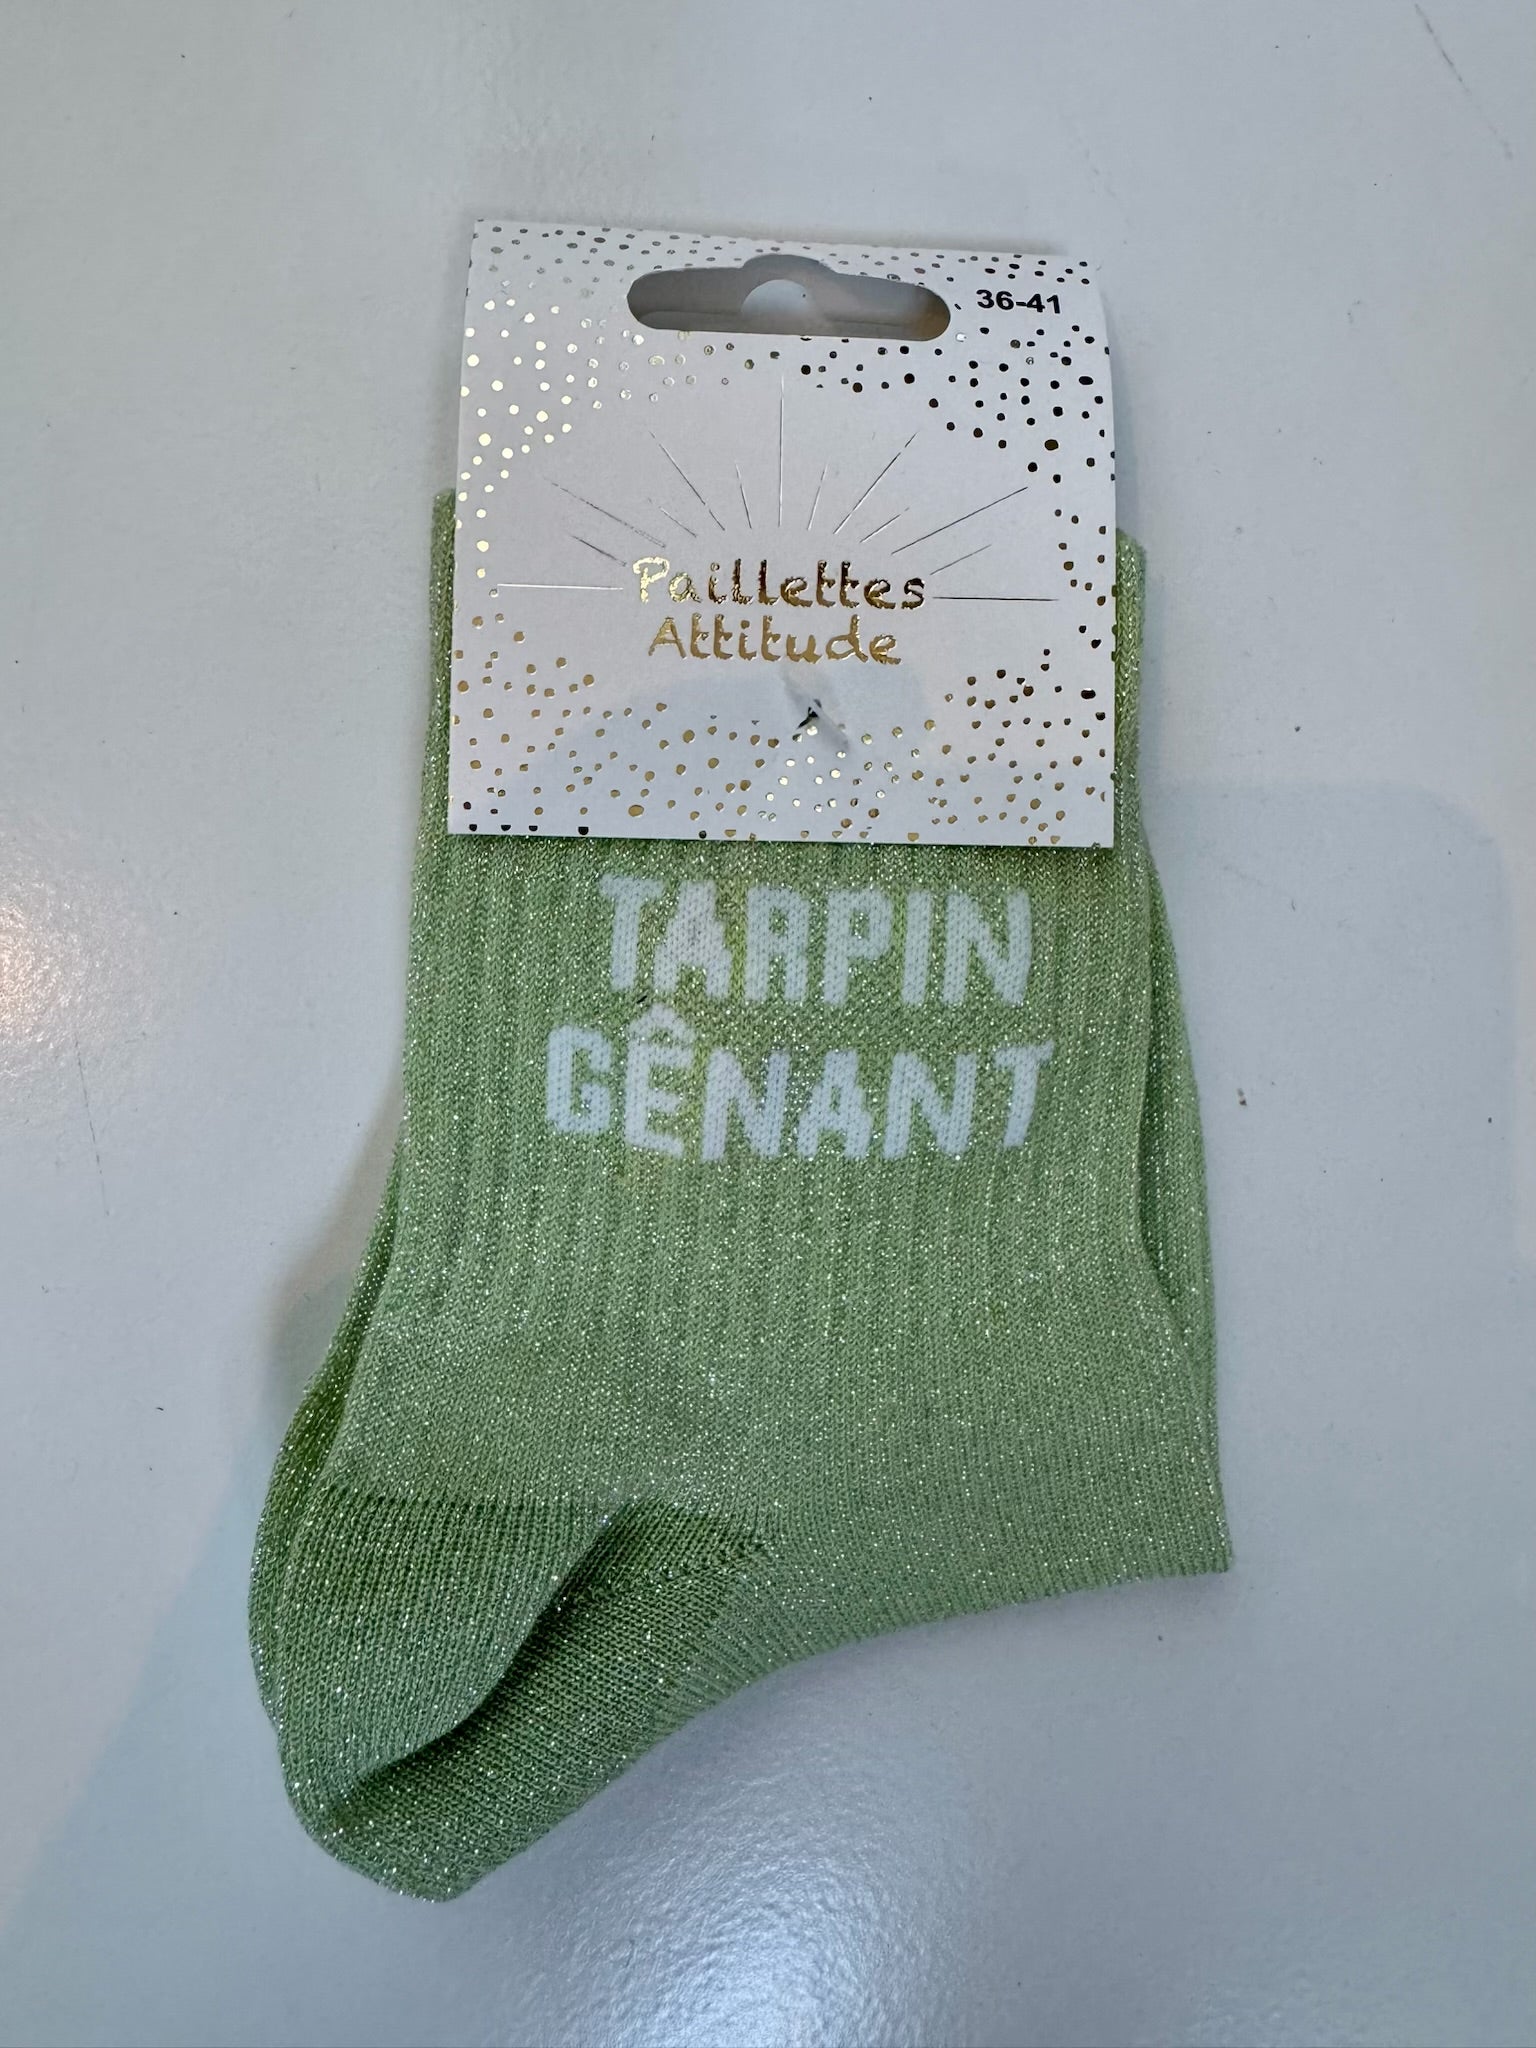 36-41
Paillettes
Attitude
TARPIN
GÊNANT